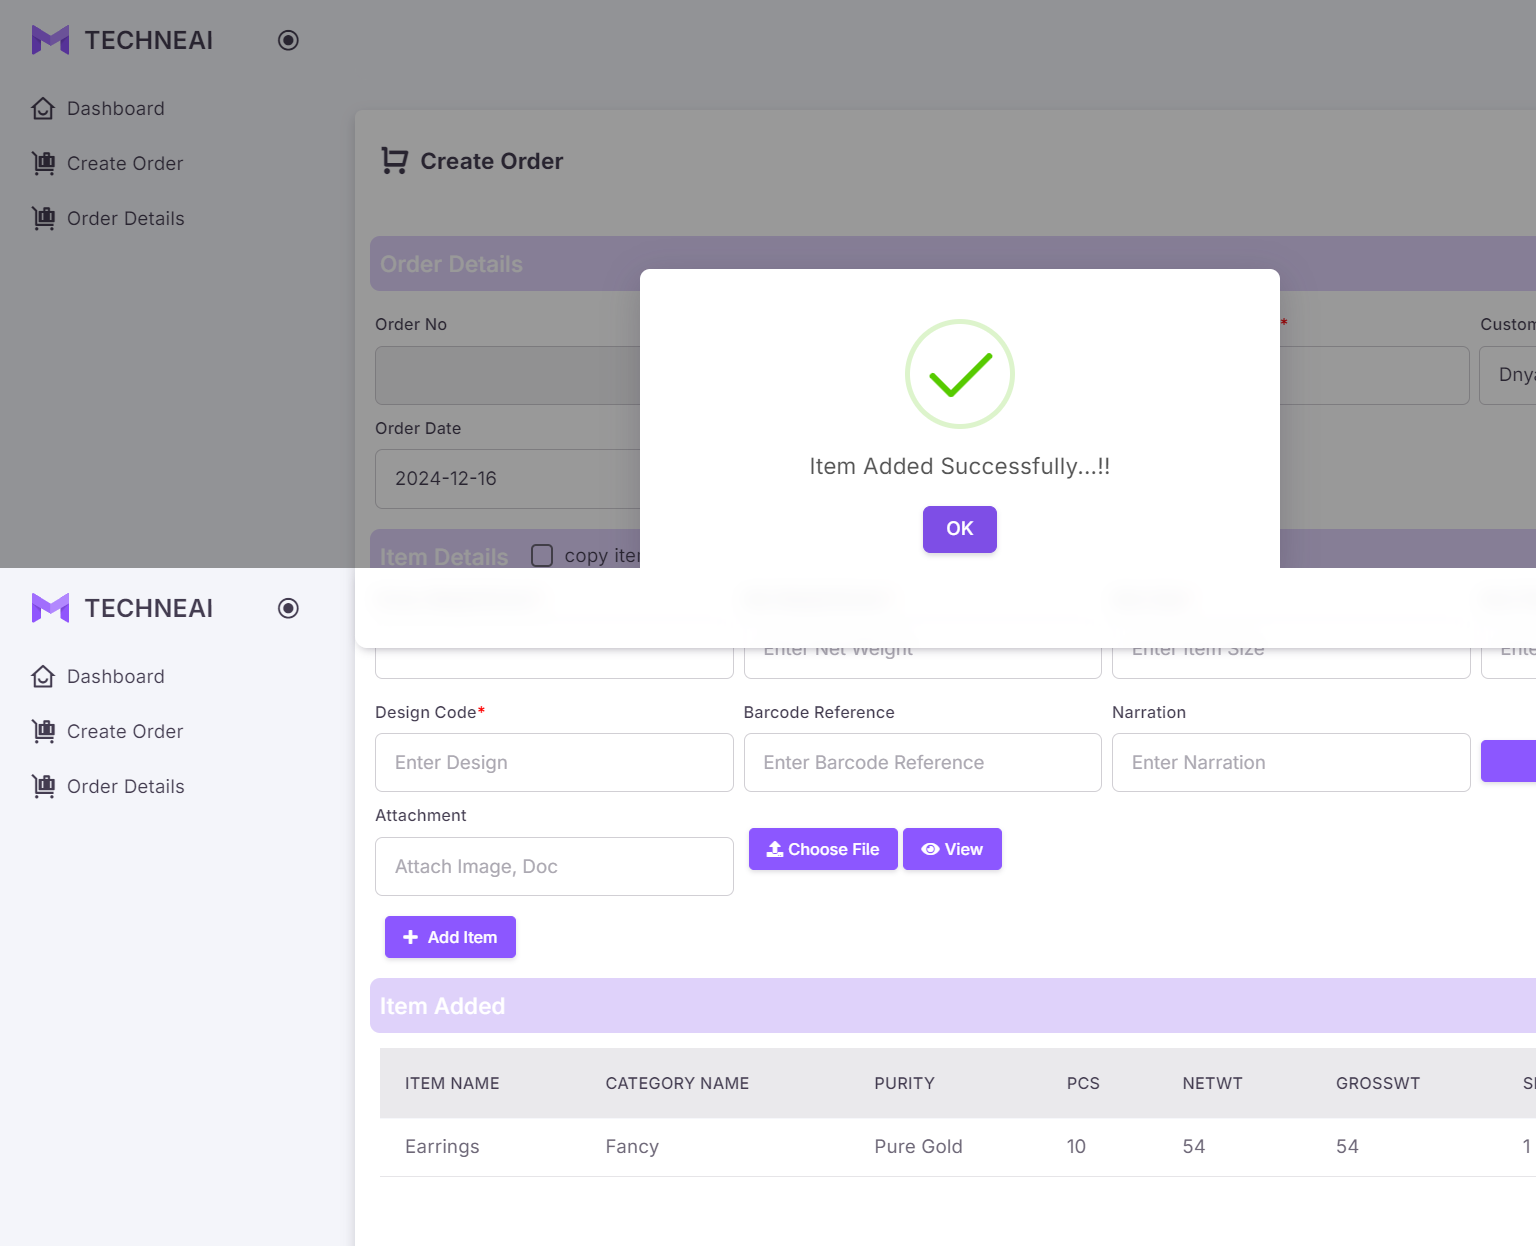 TECHNEAI
Dashboard
Create Order
Order Details
Create Order
Order Details
Order No
*
Custom
Dnya
Order Date
2024-12-16
Item Added Successfully...!!
OK
Item Details
copy iter
TECHNEAI
Dashboard
Create Order
Order Details
Enter Net Weight
Enter Item Size
Ente
Design Code*
Barcode Reference
Narration
Enter Design
Enter Barcode Reference
Enter Narration
Attachment
Attach Image, Doc
Choose File
View
Add Item
Item Added
ITEM NAME CATEGORY NAME PURITY PCS NETWT GROSSWT
Earrings Fancy Pure Gold 10 54 54 1